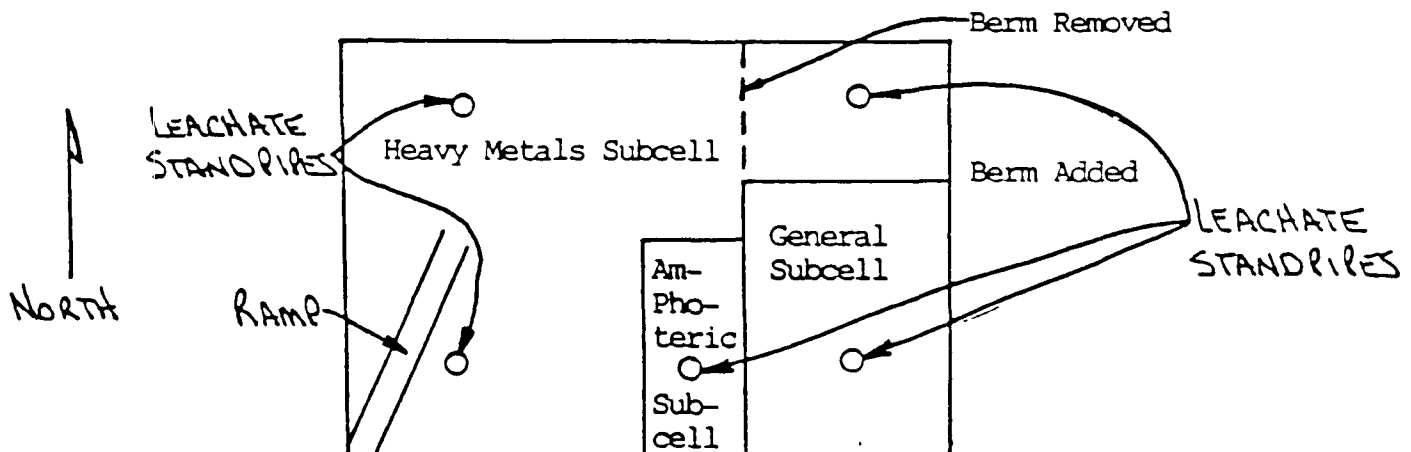 Berm Removed
LEACHATE
STANDPIPES
Heavy Metals Subcell
Berm Added
LEACHATE
STANDPIPES
General
Subcell
Am-
Pho-
teric
Sub-
cell
NORTH
RAMP